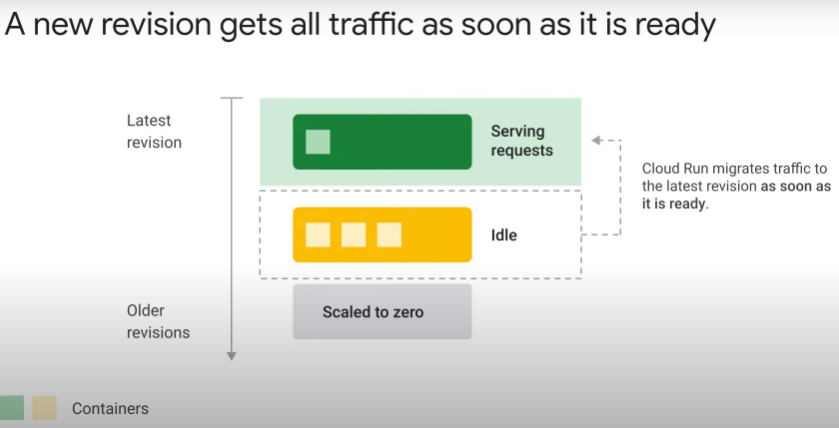 A new revision gets all traffic as soon as it is ready
Latest
revision
Serving
requests
Cloud Run migrates traffic to
the latest revision as soon as
it is ready.
Idle
Older
revisions
Scaled to zero
Containers